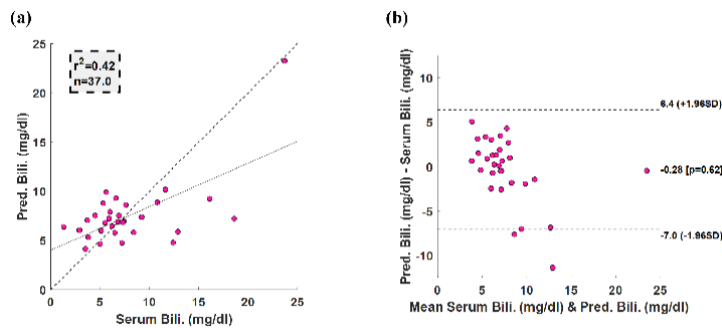 (a)
(b)
r²=0.42
n=37.0
25
20
15
10
5
0
Pred. Bili. (mg/dl)
0 5 10 15 20 25
Serum Bili. (mg/dl)
10
5
0
-5
-10
Pred. Bili. (mg/dl) - Serum Bili. (mg/dl)
6.4 (+1.96SD)
-0.28 [p=0.62]
-7.0 (-1.96SD)
0 5 10 15 20 25
Mean Serum Bili. (mg/dl) & Pred. Bili. (mg/dl)